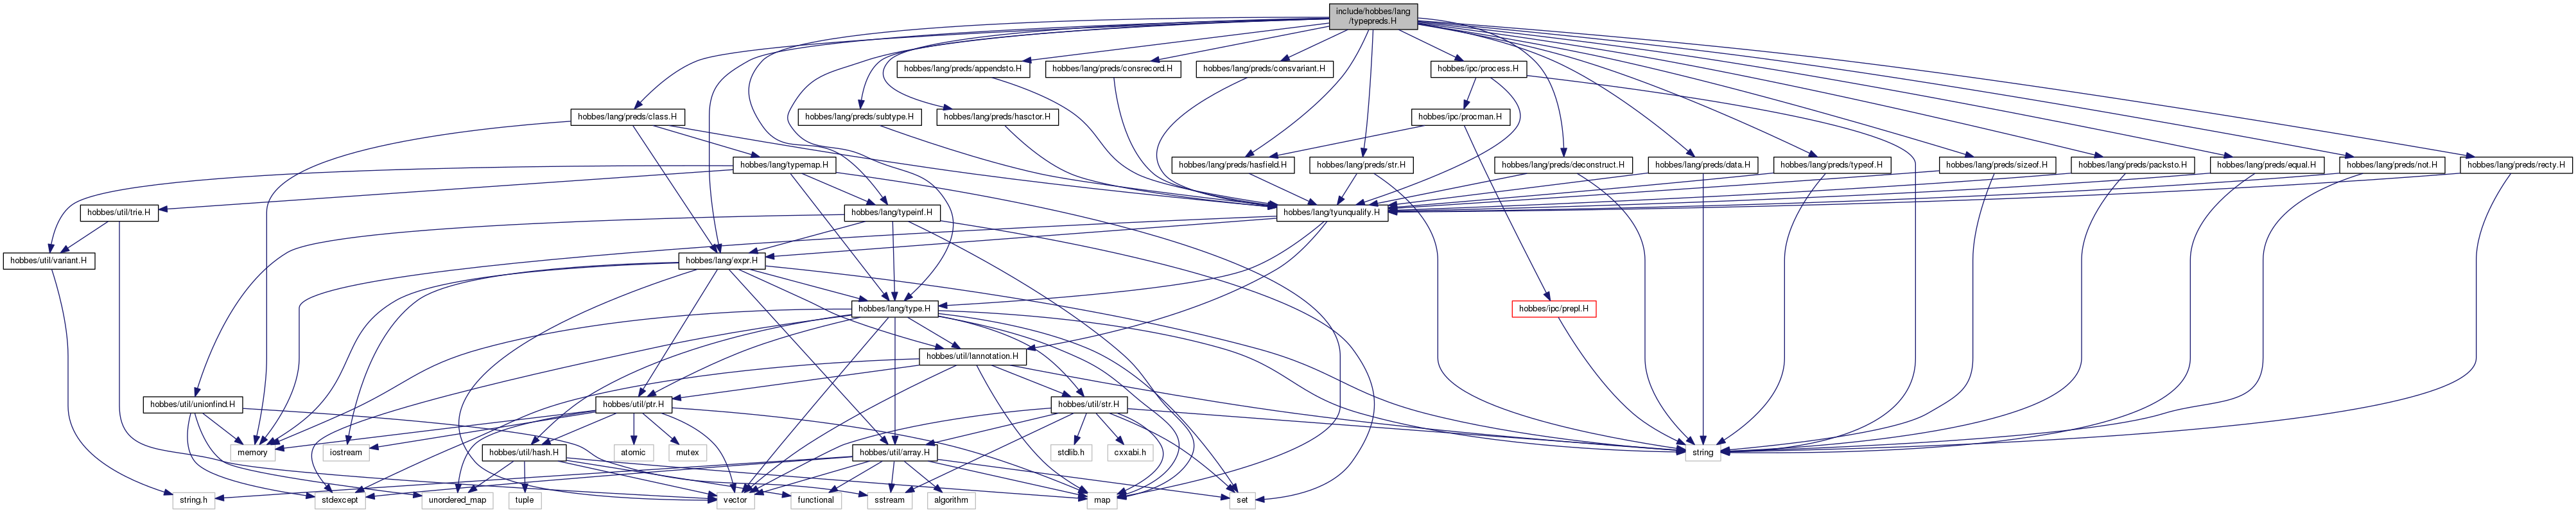 include/hobbes/lang
/typepreds.H
hobbes/lang/preds/appendsto.H
hobbes/lang/preds/consrecord.H
hobbes/lang/preds/consvariant.H
hobbes/ipc/process.H
hobbes/lang/preds/class.H
hobbes/lang/preds/subtype.H
hobbes/lang/preds/hasctor.H
hobbes/ipc/procman.H
hobbes/lang/typemap.H
hobbes/lang/preds/hasfield.H
hobbes/lang/preds/str.H
hobbes/lang/preds/deconstruct.H
hobbes/lang/preds/data.H
hobbes/lang/preds/typeof.H
hobbes/lang/preds/sizeof.H
hobbes/lang/preds/packsto.H
hobbes/lang/preds/equal.H
hobbes/lang/preds/not.H
hobbes/lang/preds/recty.H
hobbes/util/trie.H
hobbes/lang/typeinf.H
hobbes/lang/tyunqualify.H
hobbes/util/variant.H
hobbes/lang/expr.H
hobbes/lang/type.H
hobbes/ipc/prepl.H
hobbes/util/lannotation.H
hobbes/util/unionfind.H
hobbes/util/ptr.H
hobbes/util/str.H
memory
iostream
hobbes/util/hash.H
atomic
mutex
hobbes/util/array.H
stdlib.h
cxxabi.h
string
string.h
stdexcept
unordered_map
tuple
vector
functional
sstream
algorithm
map
set